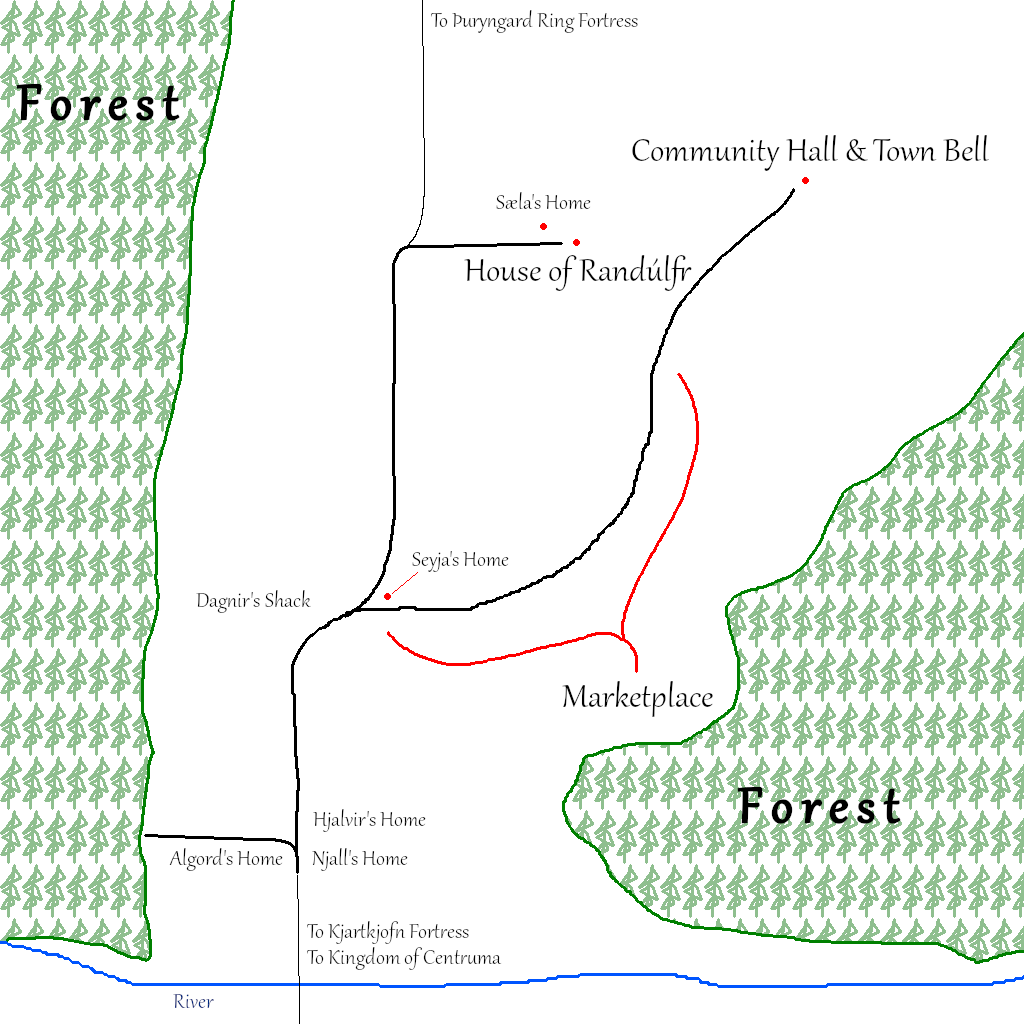 To Þuryngard Ring Fortress
Forest
Community Hall & Town Bell
Sæla's Home
House of Randúlfr
Seyja's Home
Dagnir's Shack
Marketplace
Forest
Hjalvir's Home
Algord's Home
Njall's Home
To Kjartkjofn Fortress
To Kingdom of Centruma
River